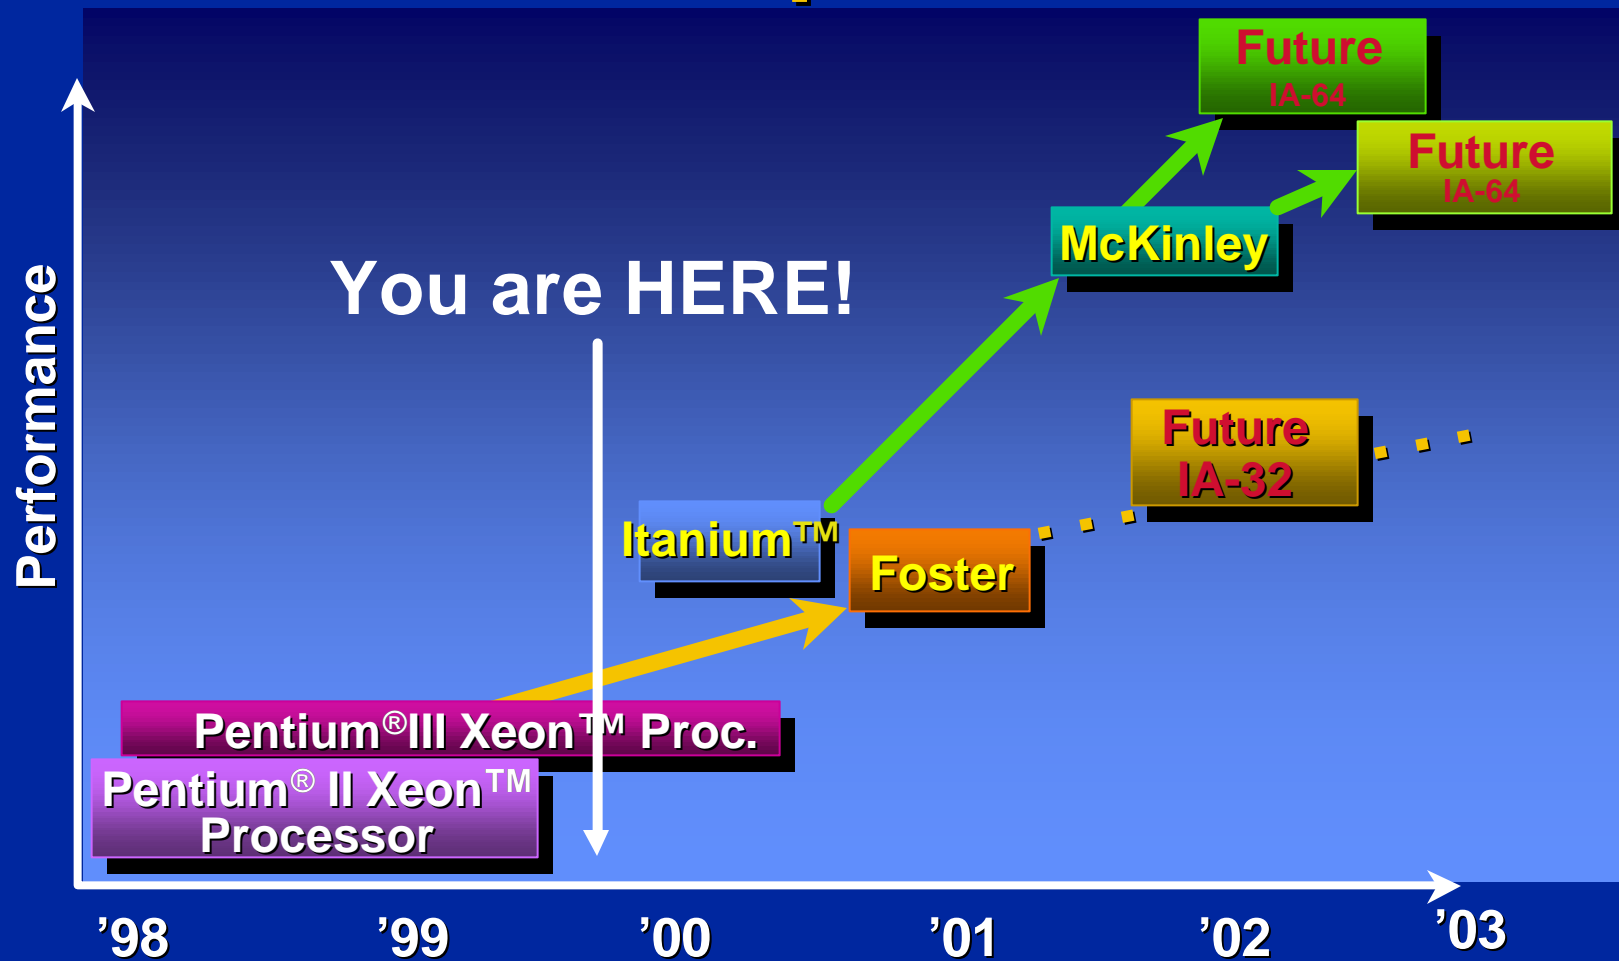 Future
IA-64
Future
IA-64
McKinley
You are HERE!
Performance
Future
IA-32
Itanium™
Foster
Pentium®III Xeon™ Proc.
Pentium® II Xeon™
Processor
’98 ’99 ’00 ’01 ’02 ’03